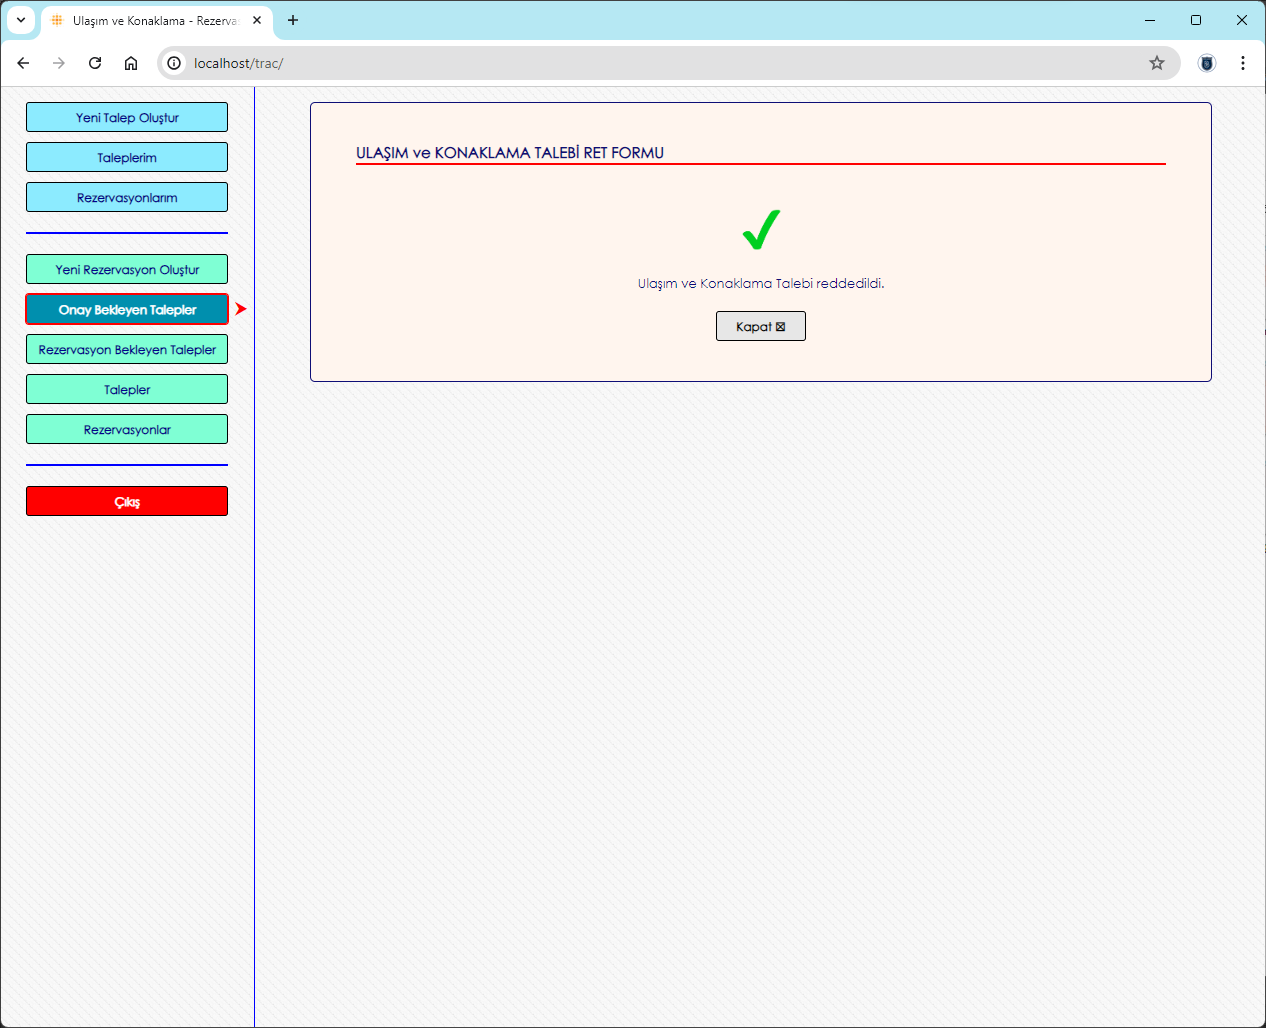 Ulaşım ve Konaklama - Rezerva
localhost/trac/
Yeni Talep Oluştur
Taleplerim
Rezervasyonlarım
Yeni Rezervasyon Oluştur
Onay Bekleyen Talepler
Rezervasyon Bekleyen Talepler
Talepler
Rezervasyonlar
Çıkış
ULAŞIM ve KONAKLAMA TALEBİ RET FORMU
Ulaşım ve Konaklama Talebi reddedildi.
Kapat ☒